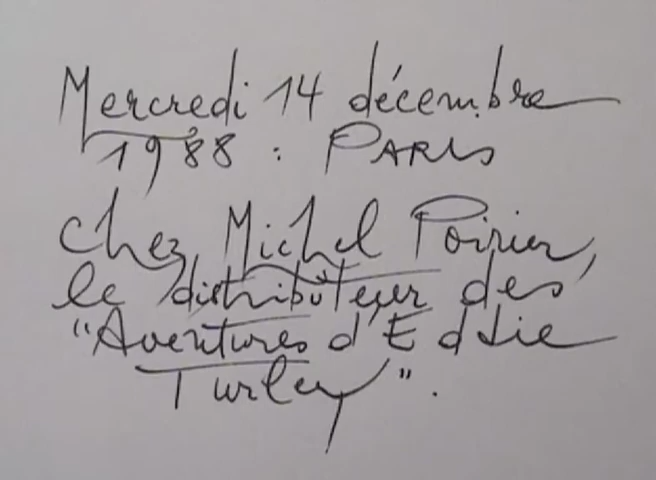 Mercredi 14 décembre
1988 : PARIS
chez Michel Poirier,
le distributeur des
"Aventures d'Eddie
Turley".